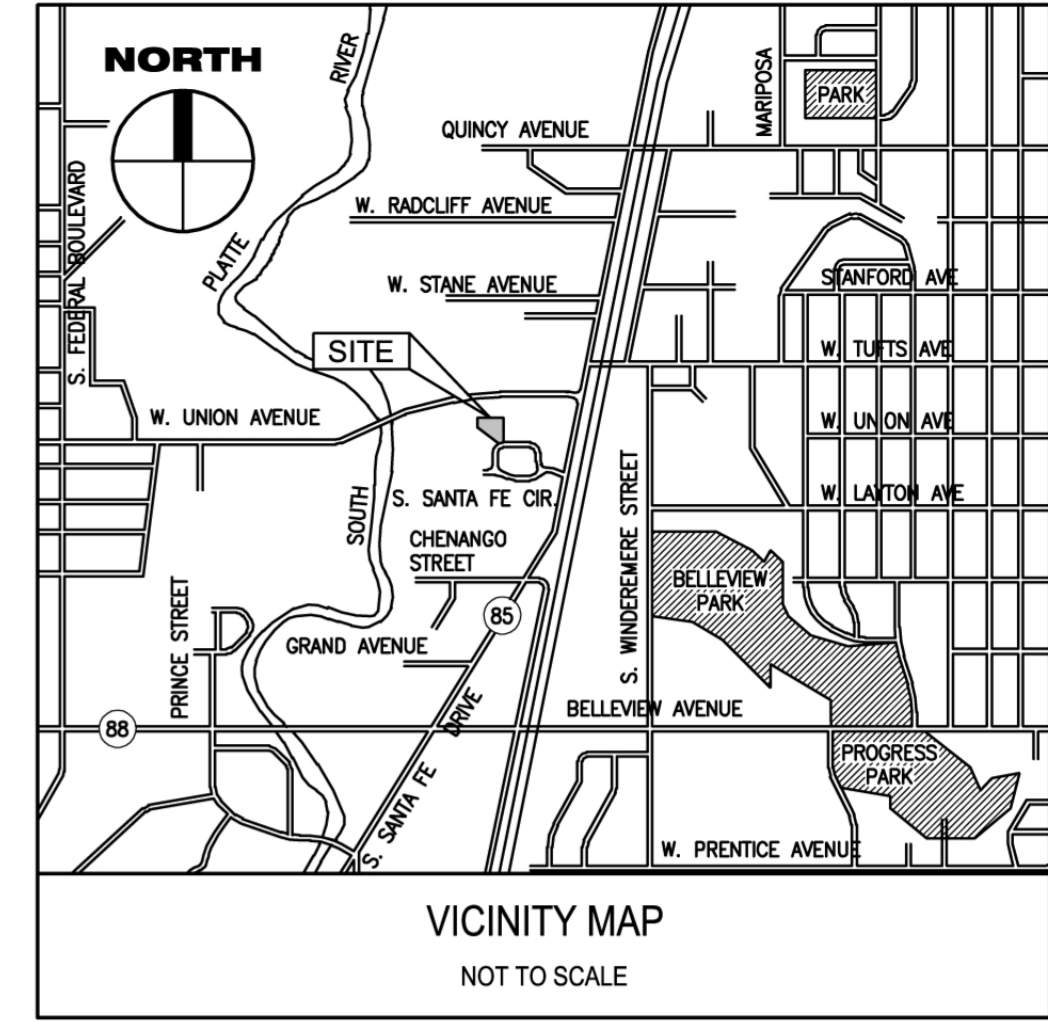 NORTH
RIVER
MARIPOSA
PARK
QUINCY AVENUE
S. FEDERAL BOULEVARD
W. RADCLIFF AVENUE
PLATTE
W. STANE AVENUE
STANFORD AVE
SITE
W. TUFTS AVE
W. UNION AVENUE
W. UNION AVE
SOUTH
S. SANTA FE CIR.
S. WINDEREMERE STREET
W. LAYTON AVE
CHENANGO
STREET
BELLEVIEW
PARK
PRINCE STREET
85
GRAND AVENUE
BELLEVIEW AVENUE
88
S. SANTA FE DRIVE
PROGRESS
PARK
W. PRENTICE AVENUE
VICINITY MAP
NOT TO SCALE